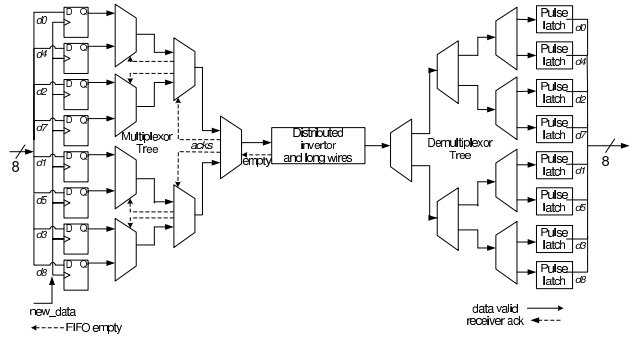 d0
D Q
d4
D Q
d2
D Q
d7
D Q
8
d1
D Q
d5
D Q
d3
D Q
d8
D Q
new_data
FIFO empty
Multiplexor
Tree
acks
empty
Distributed
invertor
and long wires
Demultiplexor
Tree
Pulse
latch
d0
Pulse
latch
d4
Pulse
latch
d2
Pulse
latch
d7
Pulse
latch
d1
Pulse
latch
d5
Pulse
latch
d3
Pulse
latch
d8
8
data valid
receiver ack